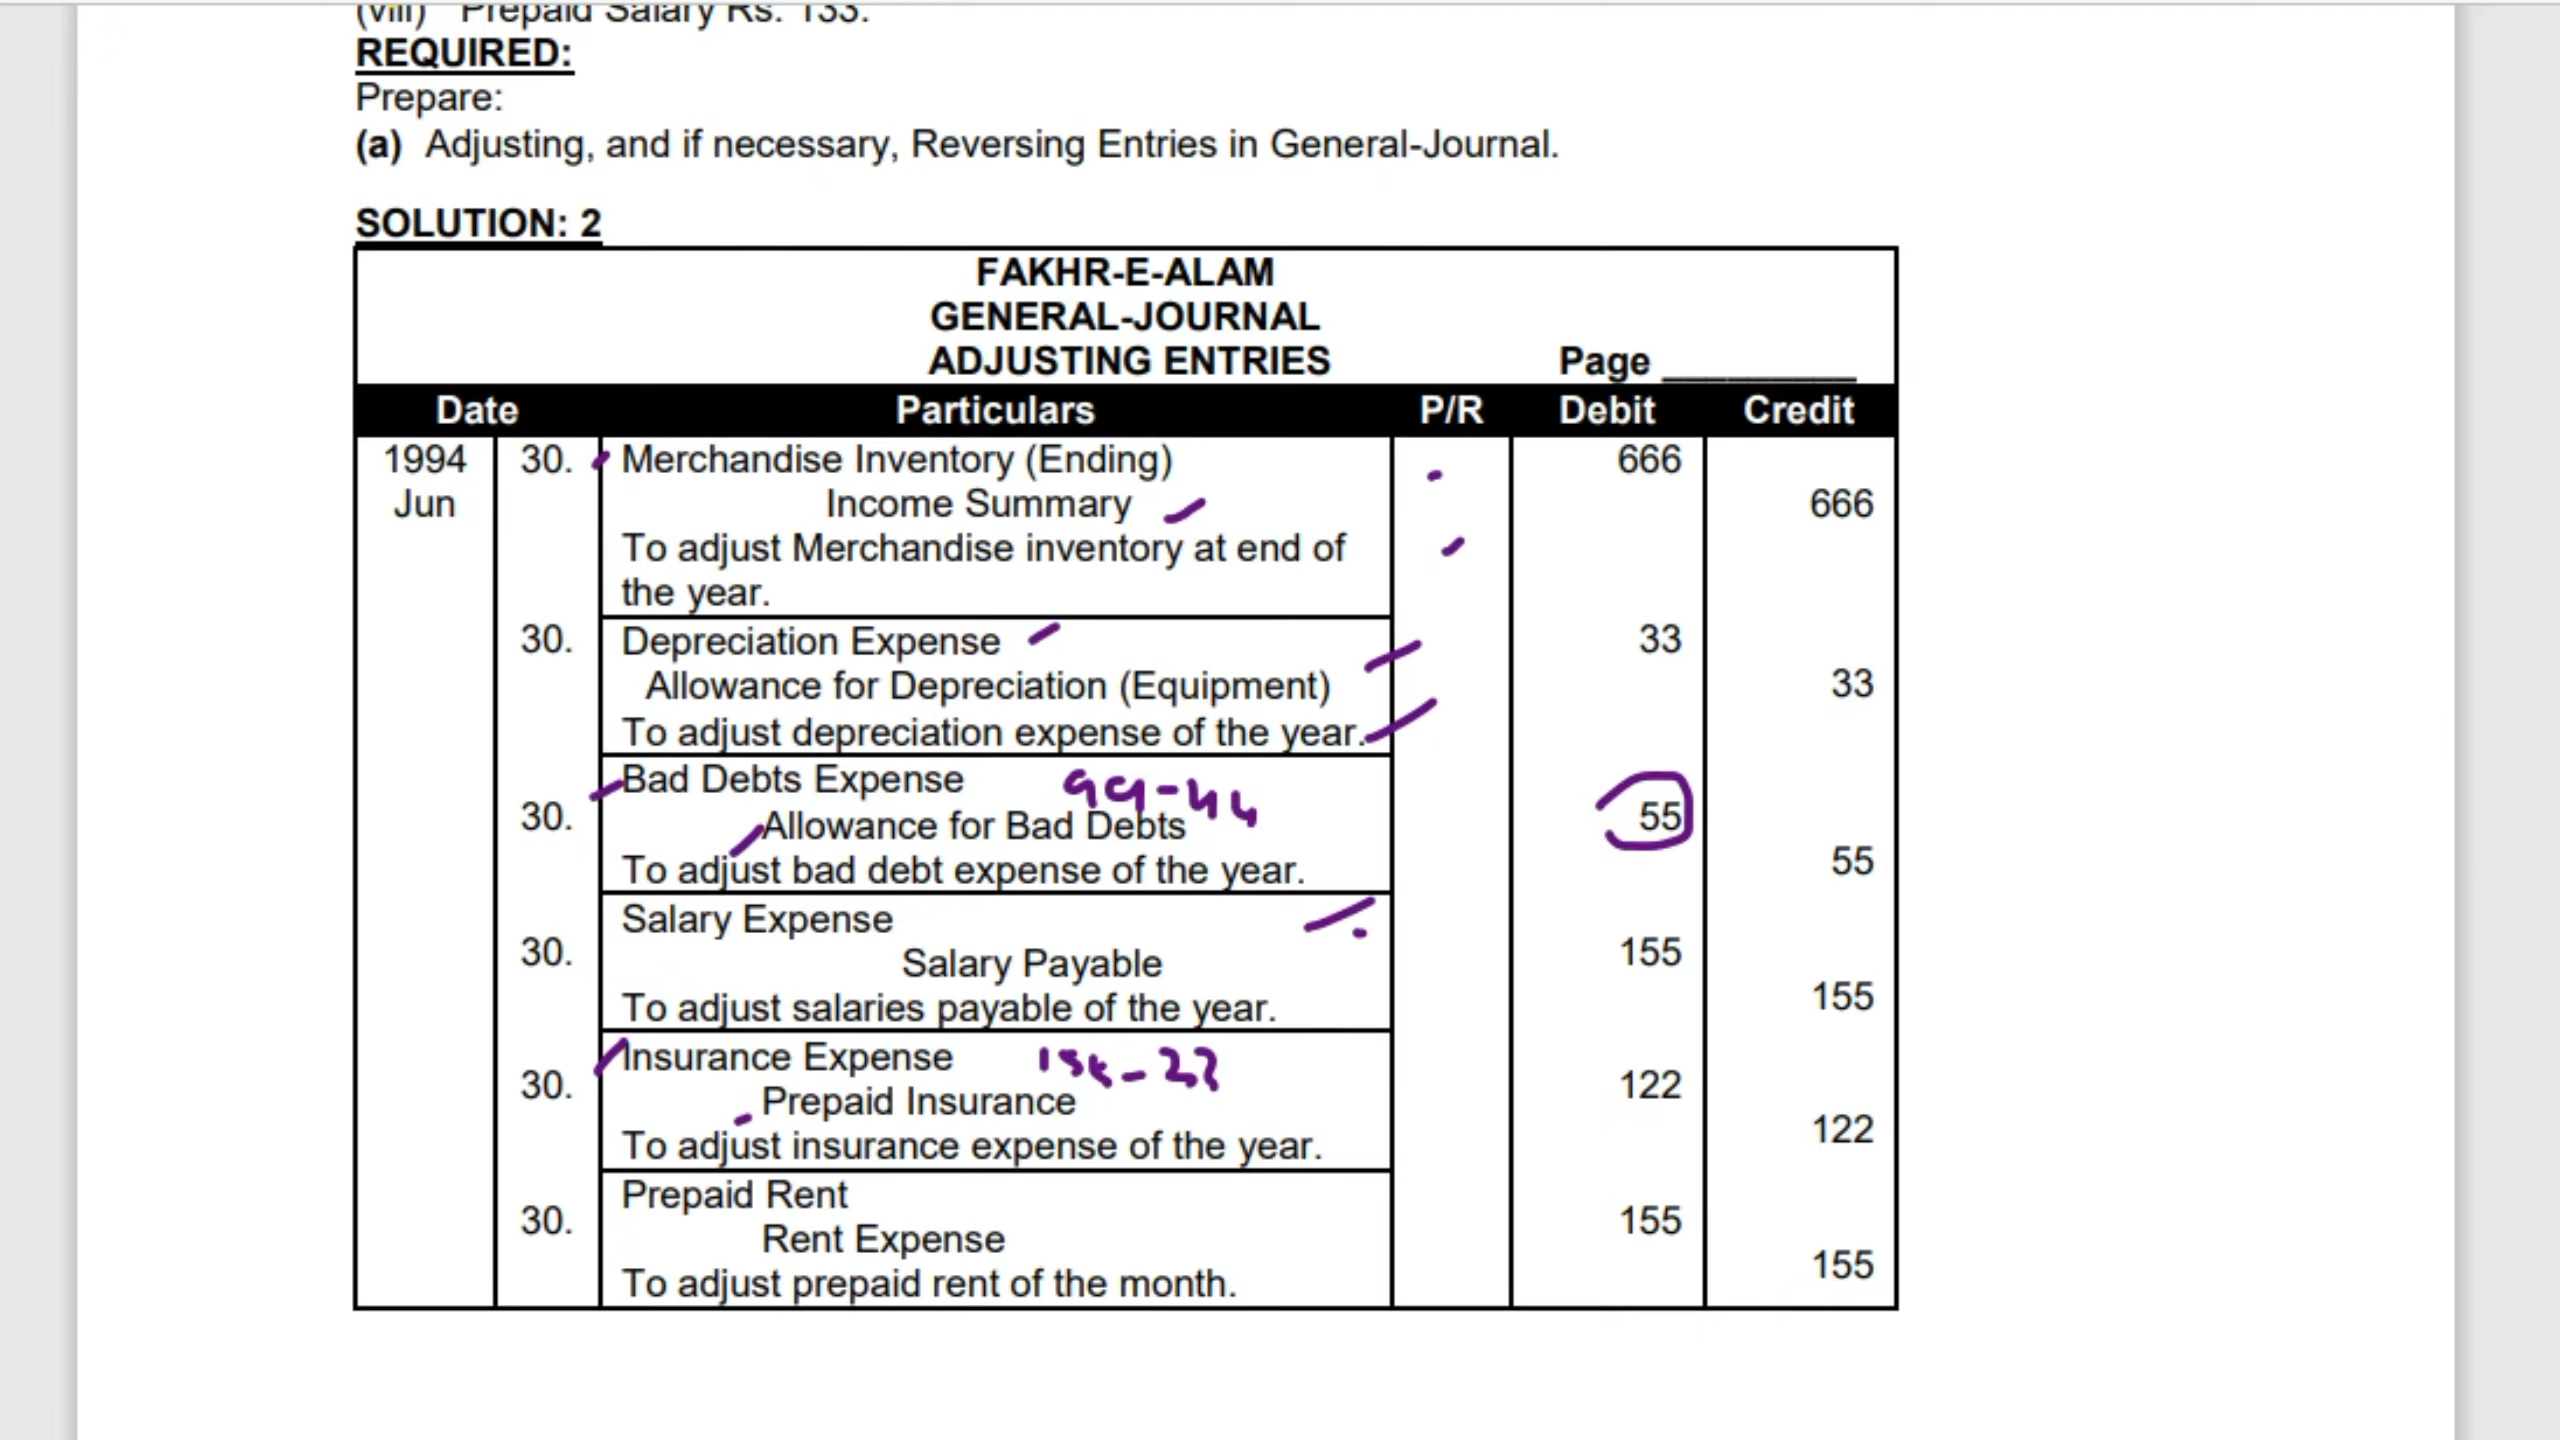 (viii) Prepaid Salary Rs. 133.
REQUIRED:
Prepare:
(a) Adjusting, and if necessary, Reversing Entries in General-Journal.
SOLUTION: 2
FAKHR-E-ALAM
GENERAL-JOURNAL
ADJUSTING ENTRIES Page ________
Date Particulars P/R Debit Credit
1994 30. Merchandise Inventory (Ending) 666
Jun Income Summary 666
To adjust Merchandise inventory at end of
the year.
30. Depreciation Expense 33
Allowance for Depreciation (Equipment) 33
To adjust depreciation expense of the year.
Bad Debts Expense 99-44
30. Allowance for Bad Debts 55
To adjust bad debt expense of the year. 55
Salary Expense
30. Salary Payable 155
To adjust salaries payable of the year. 155
Insurance Expense
30. Prepaid Insurance 122
To adjust insurance expense of the year. 122
Prepaid Rent
30. Rent Expense 155
To adjust prepaid rent of the month. 155